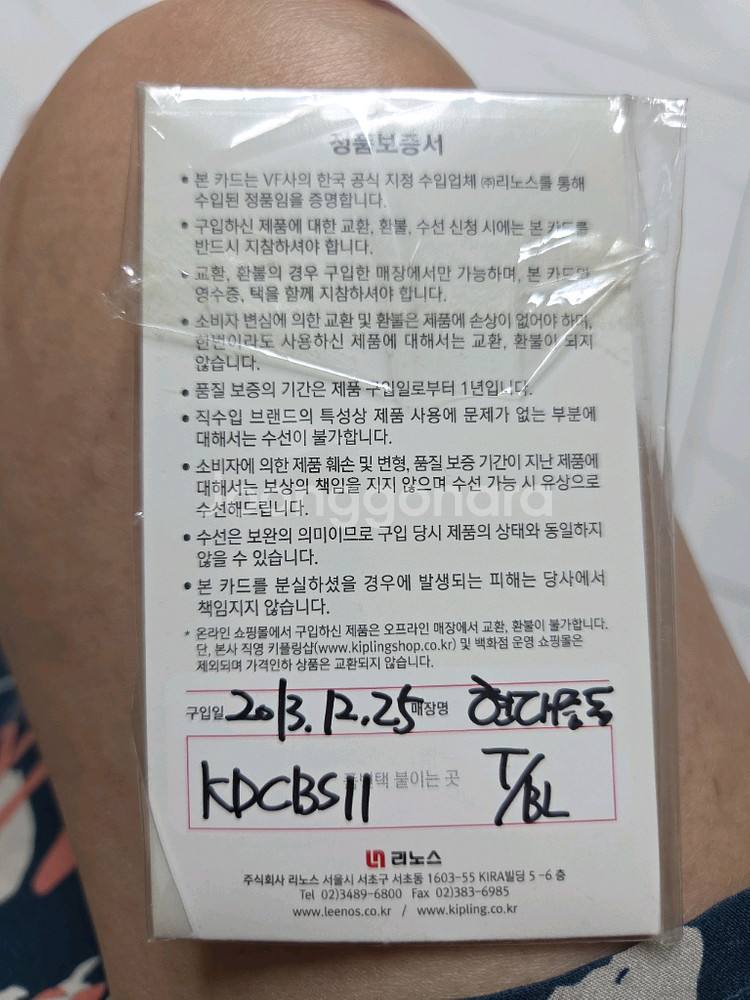 정품보증서
• 본 카드는 VF사의 한국 공식 지정 수입업체 ㈜리노스를 통해
수입된 정품임을 증명합니다.
• 구입하신 제품에 대한 교환, 환불, 수선 신청 시에는 본 카드를
반드시 지참하셔야 합니다.
• 교환, 환불의 경우 구입한 매장에서만 가능하며, 본 카드와
영수증, 택을 함께 지참하셔야 합니다.
• 소비자 변심에 의한 교환 및 환불은 제품에 손상이 없어야 하며,
한번이라도 사용하신 제품에 대해서는 교환, 환불이 되지
않습니다.
• 품질 보증의 기간은 제품 구입일로부터 1년입니다.
• 직수입 브랜드의 특성상 제품 사용에 문제가 없는 부분에
대해서는 수선이 불가합니다.
• 소비자에 의한 제품 훼손 및 변형, 품질 보증 기간이 지난 제품에
대해서는 보상의 책임을 지지 않으며 수선 가능 시 유상으로
수선해드립니다.
• 수선은 보완의 의미이므로 구입 당시 제품의 상태와 동일하지
않을 수 있습니다.
• 본 카드를 분실하셨을 경우에 발생되는 피해는 당사에서
책임지지 않습니다.
* 온라인 쇼핑몰에서 구입하신 제품은 오프라인 매장에서 교환, 환불이 불가합니다.
단, 본사 직영 키플링샵(www.kiplingshop.co.kr) 및 백화점 운영 쇼핑몰은
제외되며 가격인하 상품은 교환되지 않습니다.
구입일 2013.12.25 매장명 현대중동
KDCBS11 택 붙이는 곳 T/BL
리노스
주식회사 리노스 서울시 서초구 서초동 1603-55 KIRA빌딩 5-6 층
Tel 02)3489-6800 Fax 02)383-6985
www.leenos.co.kr / www.kipling.co.kr